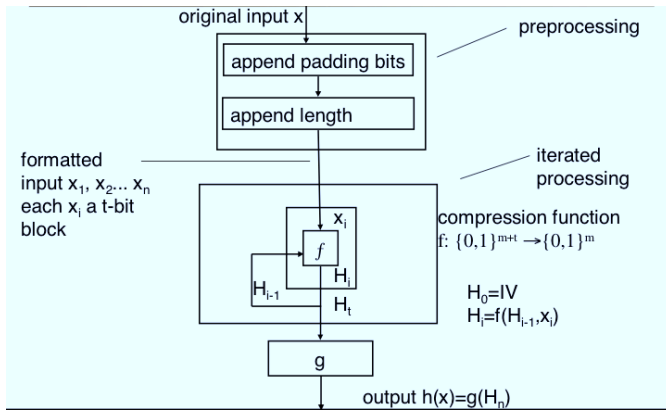 original input x
preprocessing
append padding bits
append length
formatted
input x₁, x₂... xₙ
each xᵢ a t-bit
block
iterated
processing
xᵢ
f
Hᵢ
Hᵢ₋₁
Hₜ
compression function
f: {0,1}ᵐ⁺ᵗ →{0,1}ᵐ
H₀=IV
Hᵢ=f(Hᵢ₋₁,xᵢ)
g
output h(x)=g(Hₙ)